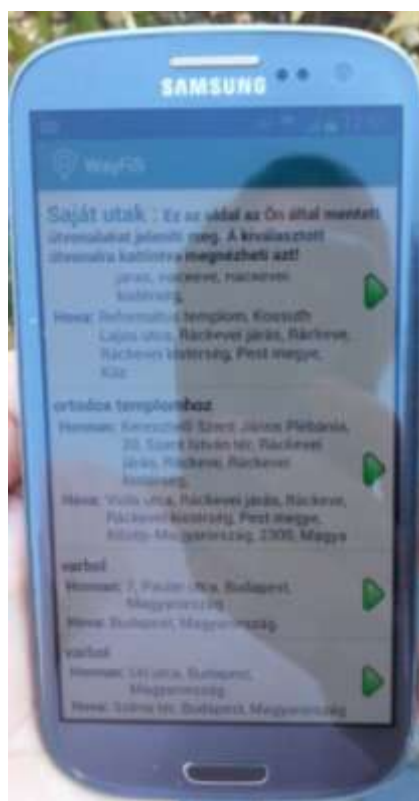 SAMSUNG
WayFiS
Saját utak : Ez az oldal az Ön által mentett
útvonalakat jeleníti meg. A kiválasztott
útvonalra kattintva megnézheti azt!
járás, Ráckeve, Ráckevei
kistérség,
Hova: Református templom, Kossuth
Lajos utca, Ráckevei járás, Ráckeve,
Ráckevei kistérség, Pest megye,
Köz
ortodox templomhoz
Honnan: Keresztelő Szent János Plébánia,
20, Szent István tér, Ráckevei
járás, Ráckeve, Ráckevei
kistérség,
Hova: Viola utca, Ráckevei járás, Ráckeve,
Ráckevei kistérség, Pest megye,
Közép-Magyarország, 2300, Magya
varbol
Honnan: 7, Pauler utca, Budapest,
Magyarország
Hova: Budapest, Magyarország
varbol
Honnan: Úri utca, Budapest,
Magyarország
Hova: Széna tér, Budapest, Magyarország